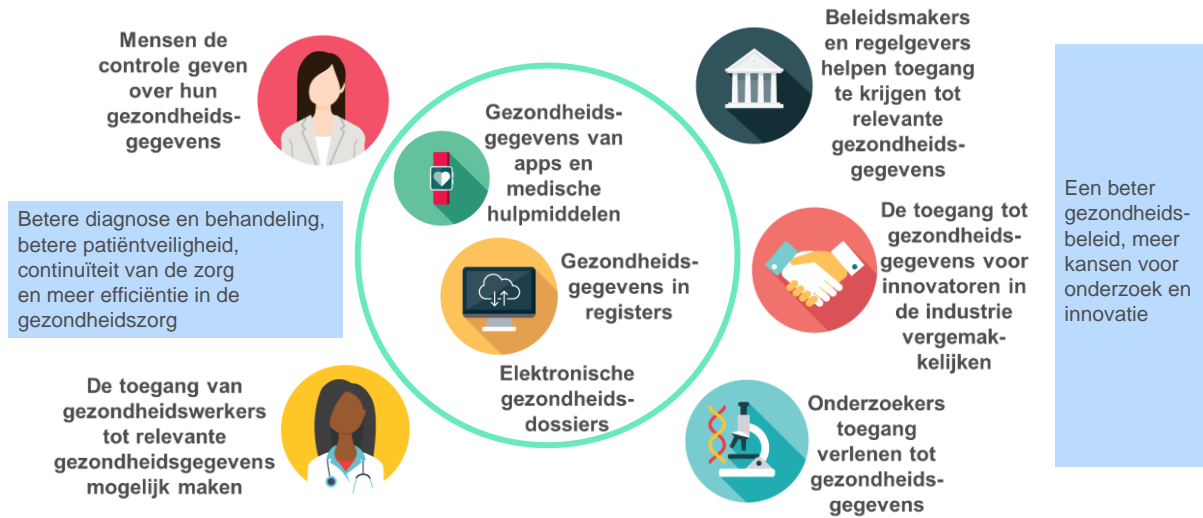 Mensen de
controle geven
over hun
gezondheids-
gegevens
Betere diagnose en behandeling,
betere patiëntveiligheid,
continuïteit van de zorg
en meer efficiëntie in de
gezondheidszorg
De toegang van
gezondheidswerkers
tot relevante
gezondheidsgegevens
mogelijk maken
Gezondheids-
gegevens van
apps en
medische
hulpmiddelen
Gezondheids-
gegevens in
registers
Elektronische
gezondheids-
dossiers
Beleidsmakers
en regelgevers
helpen toegang
te krijgen tot
relevante
gezondheids-
gegevens
De toegang tot
gezondheids-
gegevens voor
innovatoren in
de industrie
vergemak-
kelijken
Onderzoekers
toegang
verlenen tot
gezondheids-
gegevens
Een beter
gezondheids-
beleid, meer
kansen voor
onderzoek en
innovatie